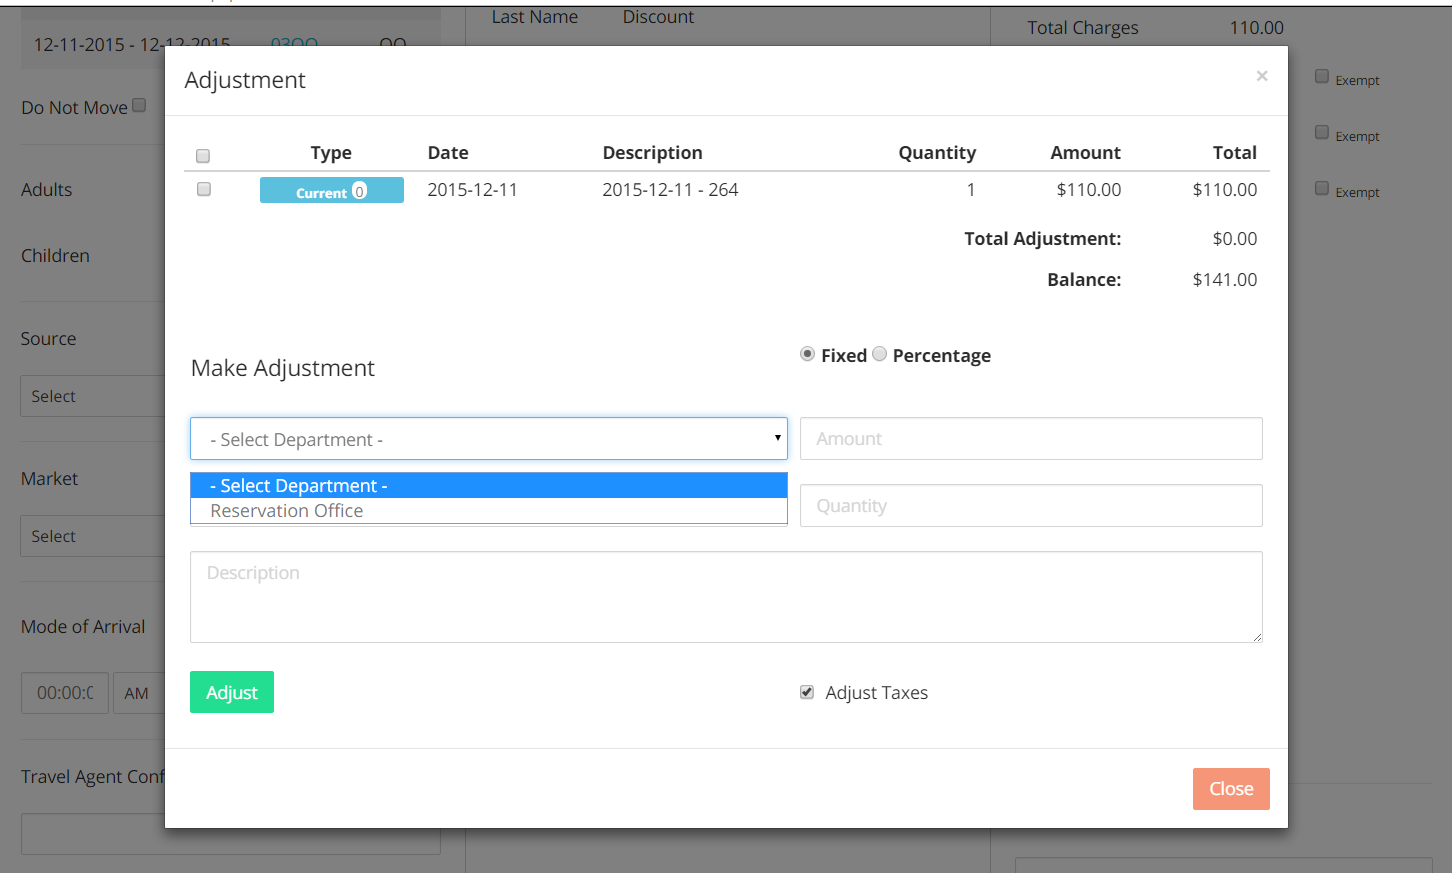 Last Name Discount
Total Charges 110.00
12-11-2015 - 12-12-2015 03QQ QQ
Adjustment ×
Exempt
Do Not Move
Type Date Description Quantity Amount Total
Exempt
Adults
Current 0 2015-12-11 2015-12-11 - 264 1 $110.00 $110.00
Exempt
Total Adjustment: $0.00
Children
Balance: $141.00
Source
Make Adjustment
Fixed Percentage
Select
- Select Department -
Amount
Market
- Select Department -
Reservation Office
Quantity
Select
Description
Mode of Arrival
00:00:0 AM
Adjust
Adjust Taxes
Travel Agent Conf
Close